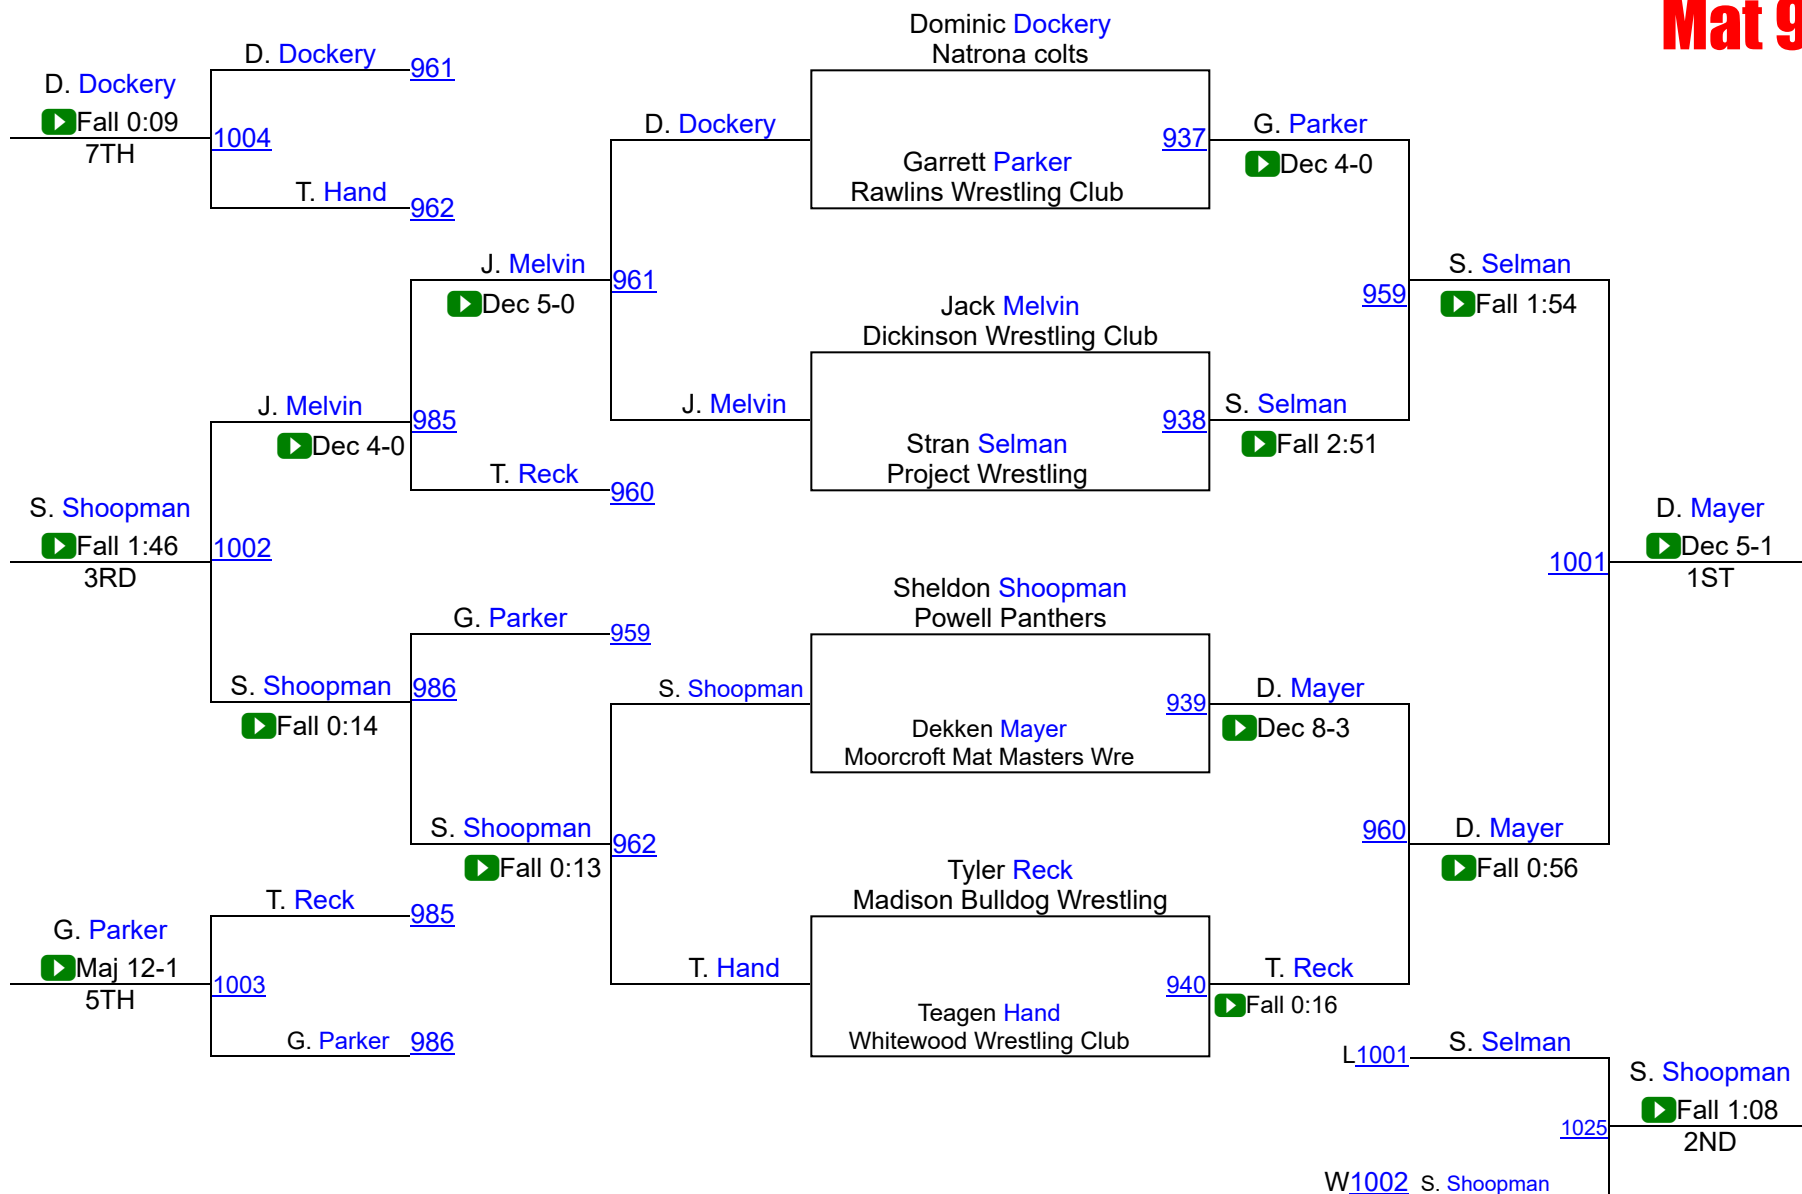 Mat 9
Dominic Dockery
Natrona colts
D. Dockery
961
D. Dockery
Fall 0:09
7TH
1004
T. Hand
962
D. Dockery
937
Garrett Parker
Rawlins Wrestling Club
G. Parker
Dec 4-0
J. Melvin
Dec 5-0
961
Jack Melvin
Dickinson Wrestling Club
959
S. Selman
Fall 1:54
J. Melvin
Dec 4-0
985
J. Melvin
938
Stran Selman
Project Wrestling
S. Selman
Fall 2:51
T. Reck
960
S. Shoopman
Fall 1:46
3RD
1002
1001
D. Mayer
Dec 5-1
1ST
Sheldon Shoopman
Powell Panthers
G. Parker
959
S. Shoopman
Fall 0:14
986
S. Shoopman
939
Dekken Mayer
Moorcroft Mat Masters Wre
D. Mayer
Dec 8-3
S. Shoopman
Fall 0:13
962
960
D. Mayer
Fall 0:56
Tyler Reck
Madison Bulldog Wrestling
T. Reck
985
G. Parker
Maj 12-1
5TH
1003
G. Parker
986
T. Hand
940
Teagen Hand
Whitewood Wrestling Club
T. Reck
Fall 0:16
L1001
S. Selman
S. Shoopman
Fall 1:08
2ND
1025
W1002
S. Shoopman